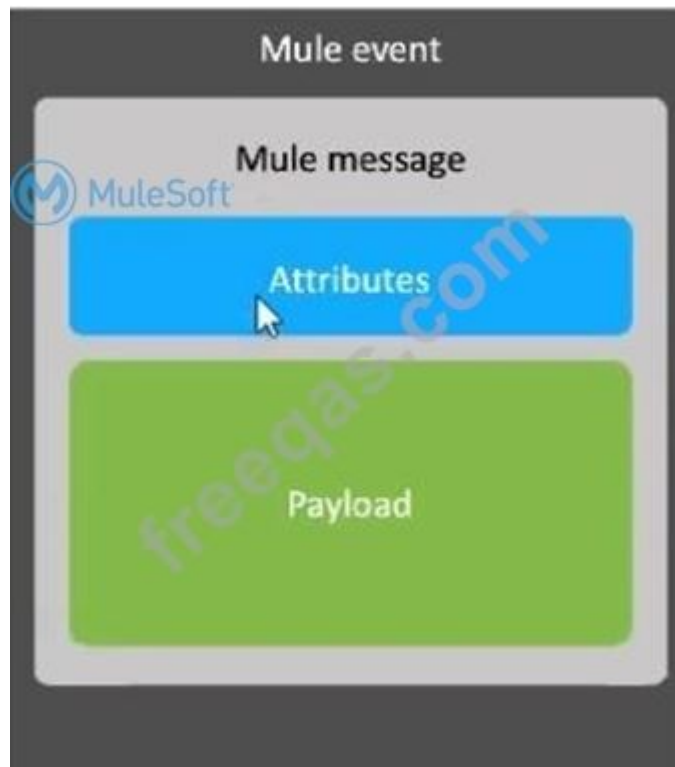 Mule event
Mule message
MuleSoft
Attributes
Payload
freeqas.com